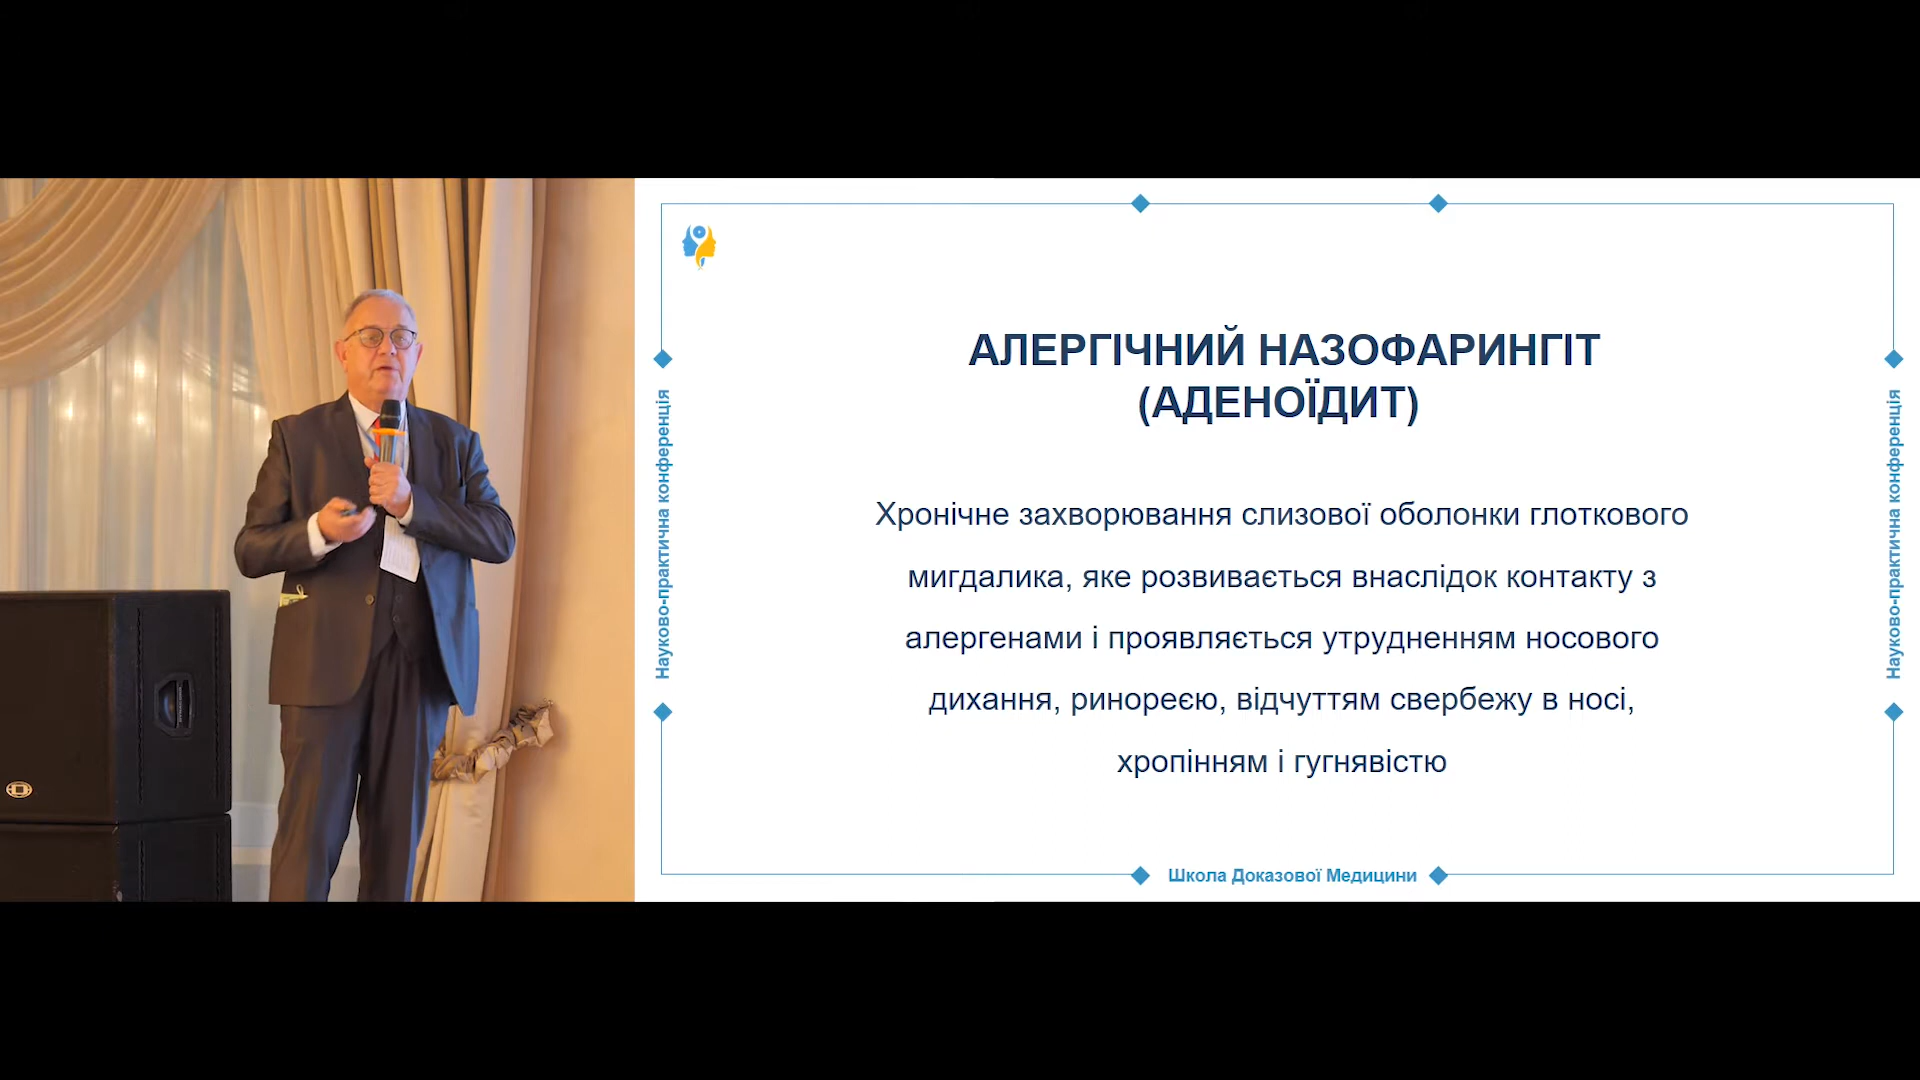 АЛЕРГІЧНИЙ НАЗОФАРИНГІТ
(АДЕНОЇДИТ)
Хронічне захворювання слизової оболонки глоткового
мигдалика, яке розвивається внаслідок контакту з
алергенами і проявляється утрудненням носового
дихання, ринореєю, відчуттям свербежу в носі,
хропінням і гугнявістю
Науково-практична конференція
Науково-практична конференція
Школа Доказової Медицини